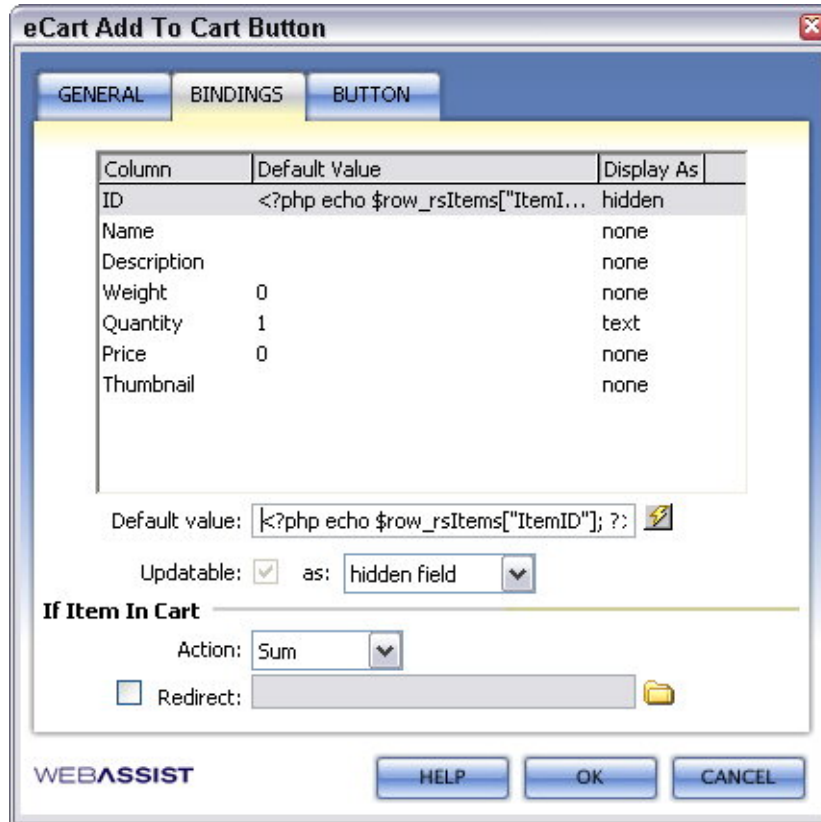 eCart Add To Cart Button
GENERAL BINDINGS BUTTON
Column Default Value Display As
ID <?php echo $row_rsItems["ItemI... hidden
Name none
Description none
Weight 0 none
Quantity 1 text
Price 0 none
Thumbnail none
Default value: <?php echo $row_rsItems["ItemID"]; ?>
Updatable: as: hidden field
If Item In Cart
Action: Sum
Redirect:
WEBASSIST HELP OK CANCEL